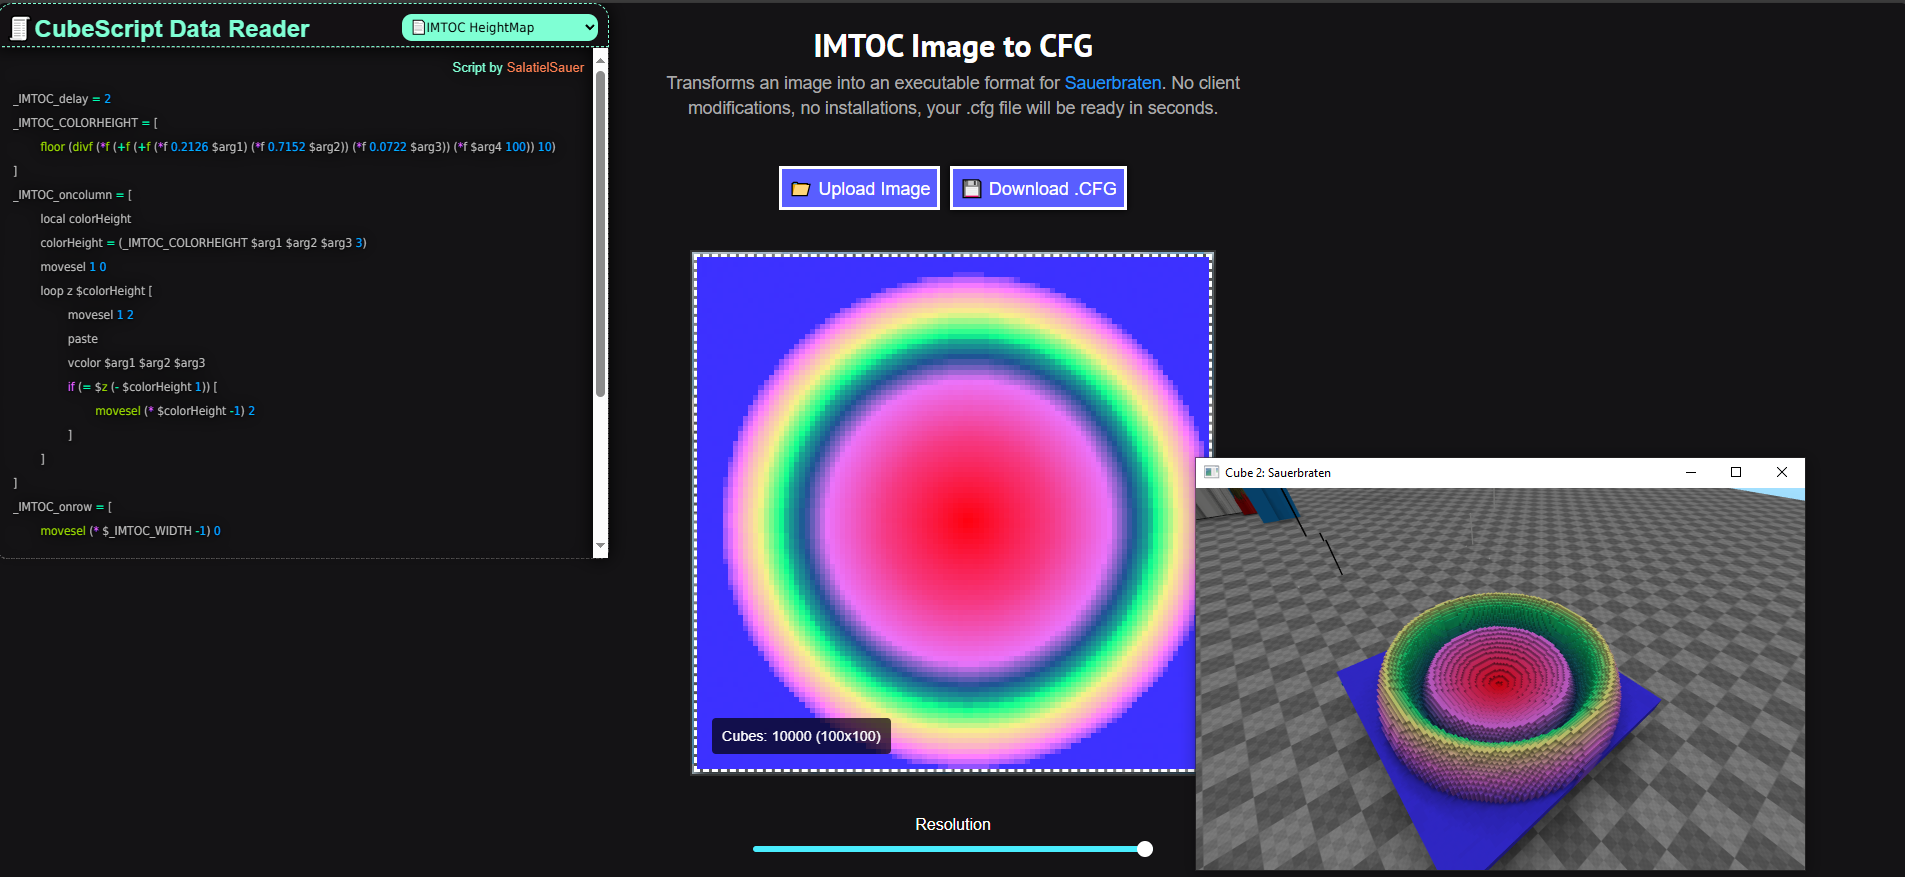 CubeScript Data Reader
IMTOC HeightMap
Script by SalatielSauer
_IMTOC_delay = 2
_IMTOC_COLORHEIGHT = [
floor (divf (*f (+f (+f (*f 0.2126 $arg1) (*f 0.7152 $arg2)) (*f 0.0722 $arg3)) (*f $arg4 100)) 10)
]
_IMTOC_oncolumn = [
local colorHeight
colorHeight = (_IMTOC_COLORHEIGHT $arg1 $arg2 $arg3 3)
movesel 1 0
loop z $colorHeight [
movesel 1 2
paste
vcolor $arg1 $arg2 $arg3
if (= $z (- $colorHeight 1)) [
movesel (* $colorHeight -1) 2
]
]
]
_IMTOC_onrow = [
movesel (* $_IMTOC_WIDTH -1) 0
IMTOC Image to CFG
Transforms an image into an executable format for Sauerbraten. No client
modifications, no installations, your .cfg file will be ready in seconds.
Upload Image
Download .CFG
Cubes: 10000 (100x100)
Resolution
Cube 2: Sauerbraten